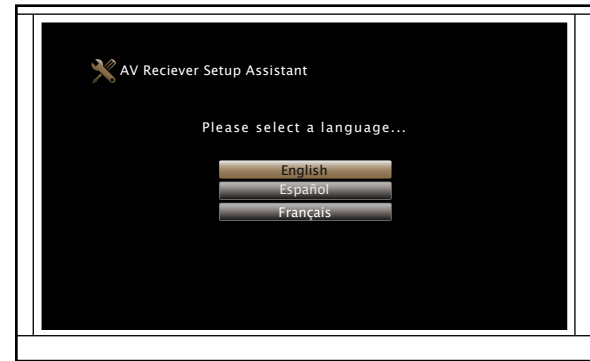 AV Reciever Setup Assistant
Please select a language...
English
Español
Français